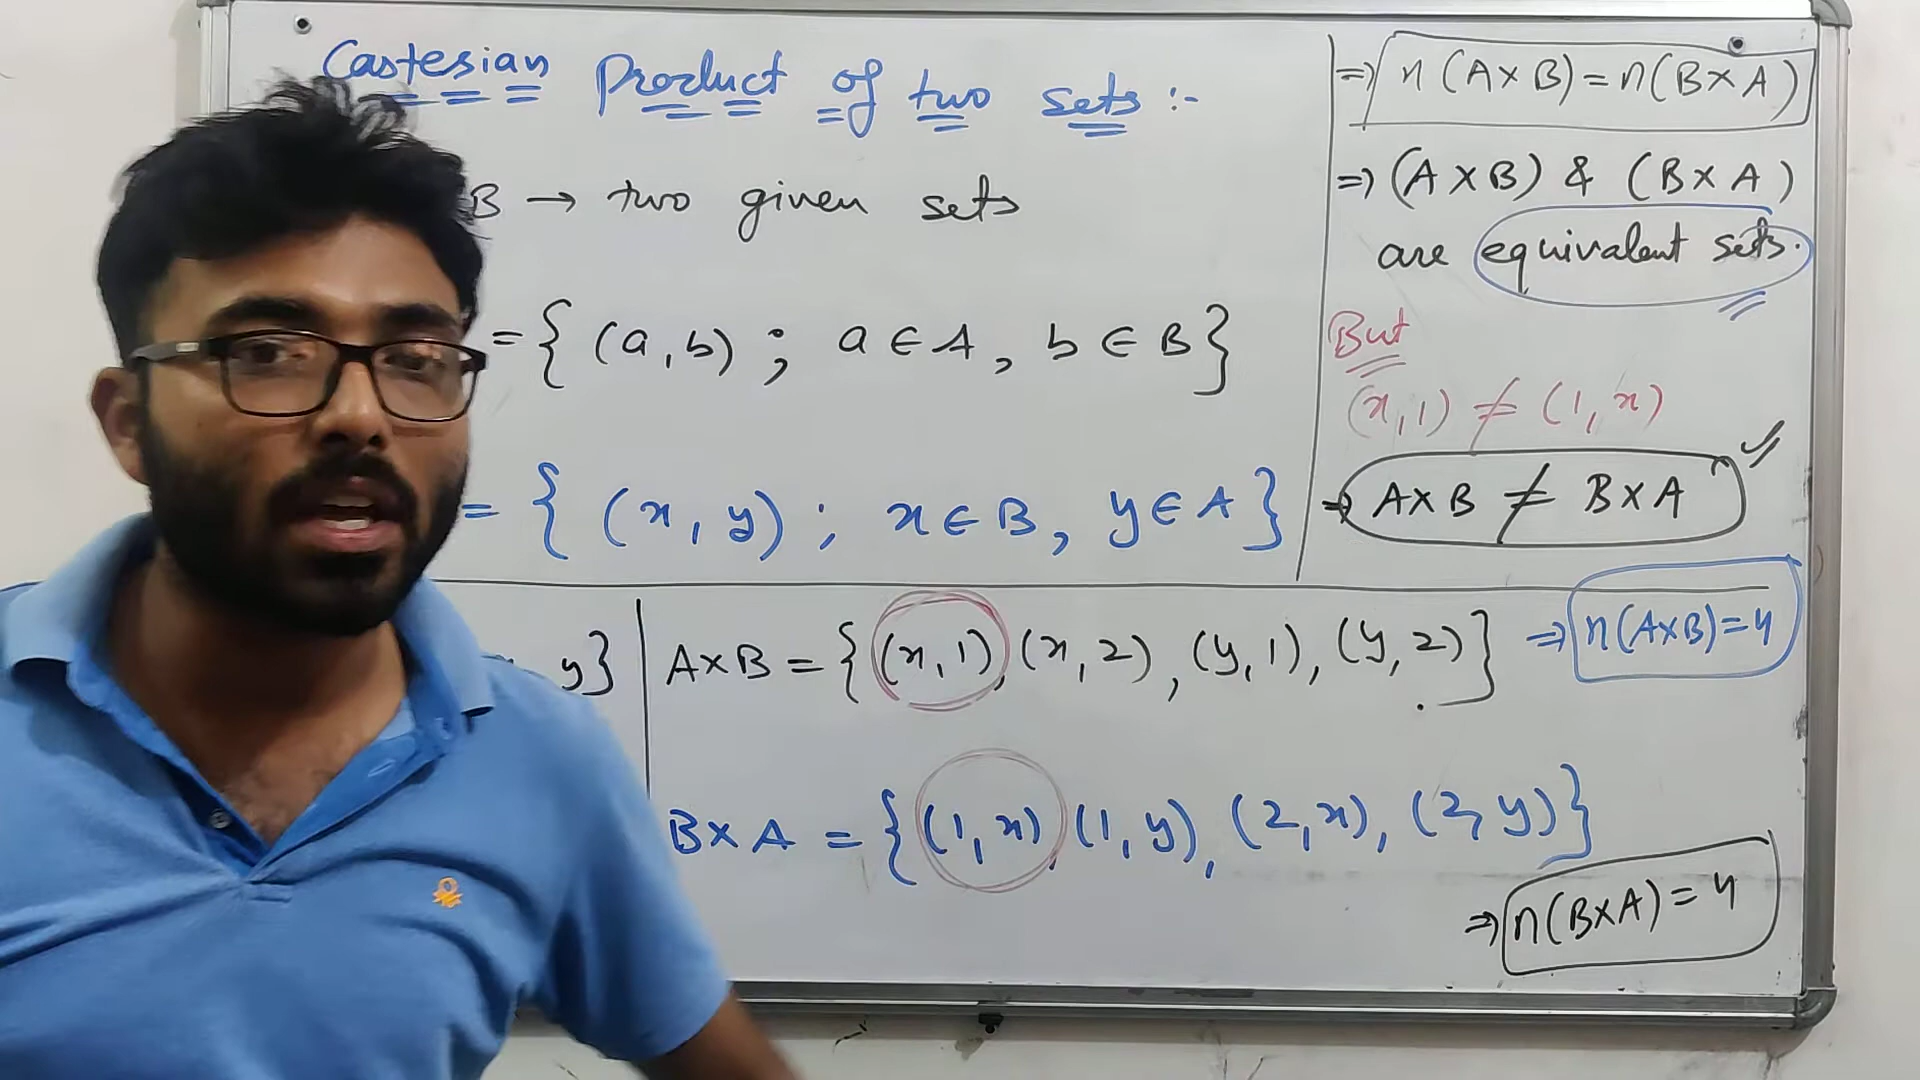 Cartesian Product of two sets :-
B → two given sets
= { (a, b) ; a ∈ A, b ∈ B }
= { (x, y) ; x ∈ B, y ∈ A }
⇒ n (A × B) = n(B × A)
⇒ (A × B) & (B × A)
are equivalent sets.
But
(x, 1) ≠ (1, x)
⇒ A × B ≠ B × A
y}
A × B = { (x, 1), (x, 2), (y, 1), (y, 2) } ⇒ n(A×B) = 4
B × A = { (1, x), (1, y), (2, x), (2, y) }
⇒ n(B×A) = 4